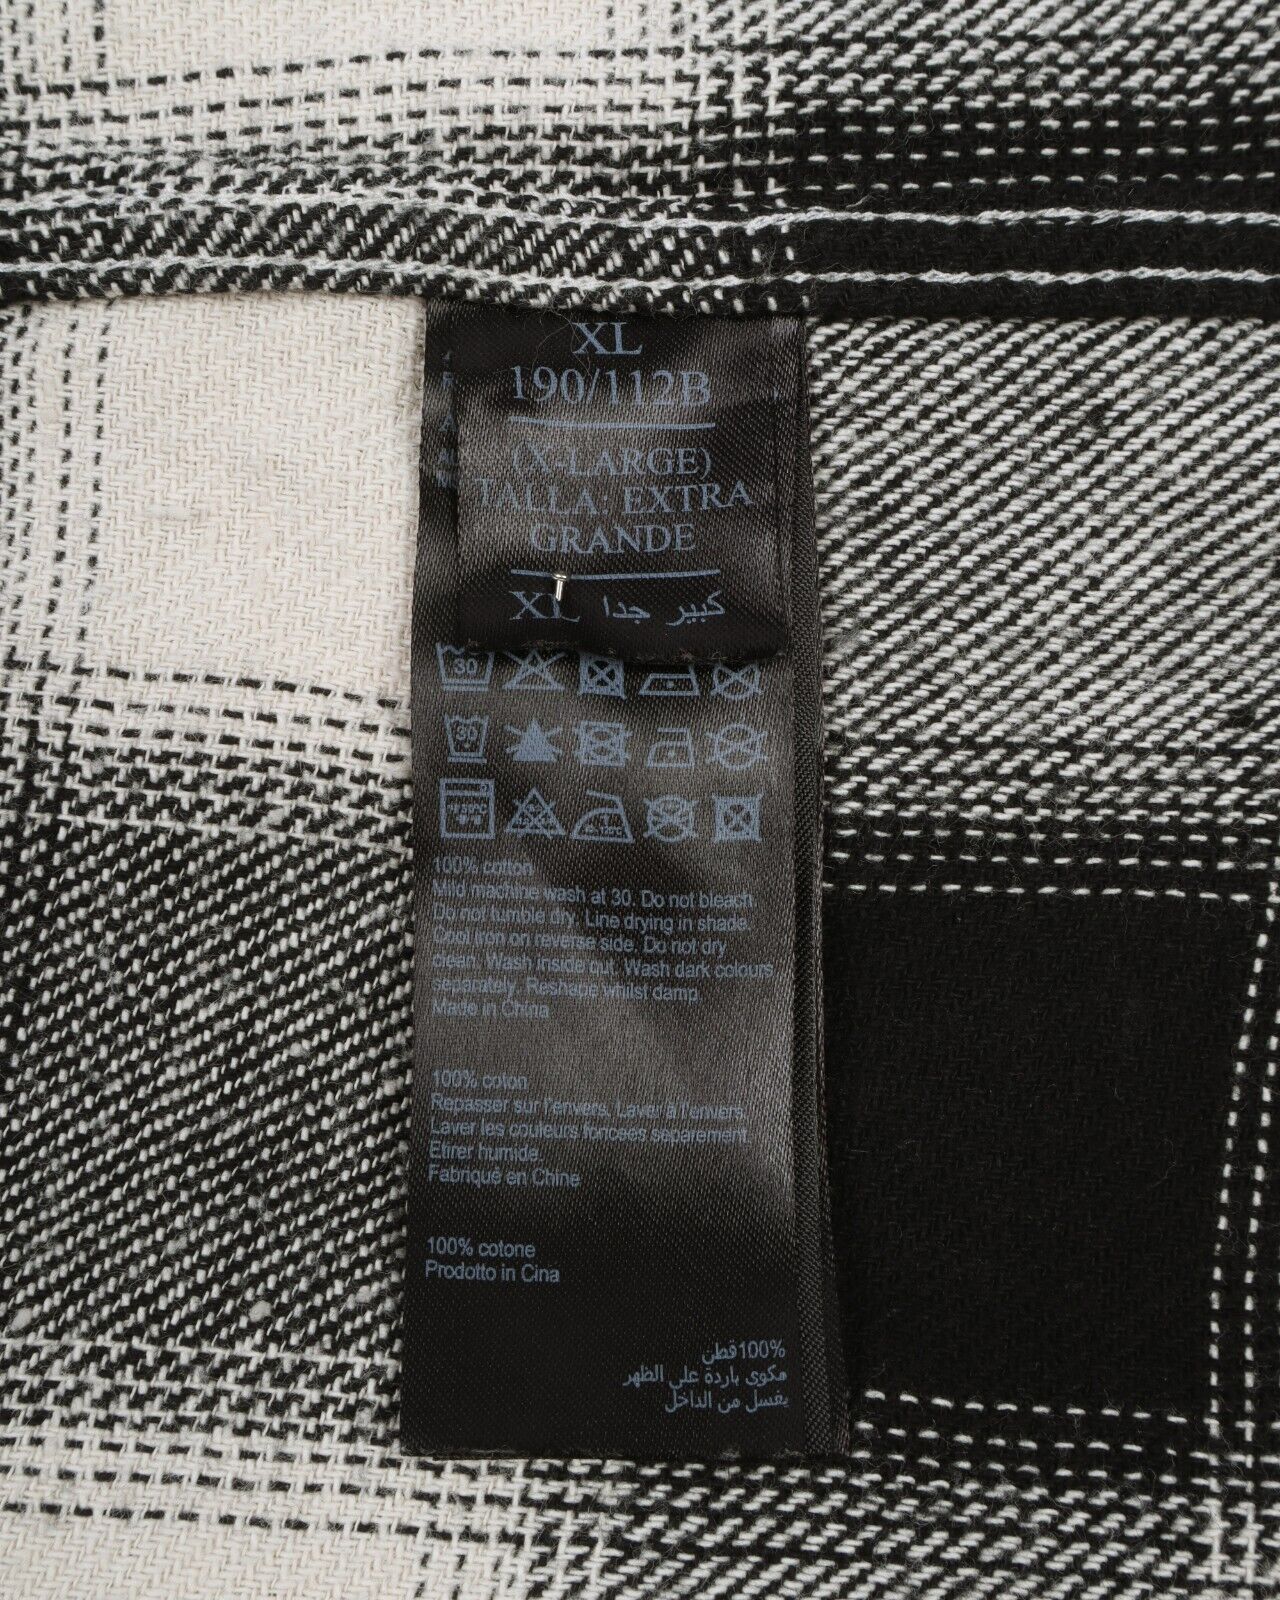 XL
190/112B
(X-LARGE)
TALLA: EXTRA
GRANDE
XL كبير جدا
30
30
100% cotton
Mild machine wash at 30. Do not bleach
Do not tumble dry. Line drying in shade.
Cool iron on reverse side. Do not dry
clean. Wash inside out. Wash dark colours
separately. Reshape whilst damp.
Made in China
100% coton
Repasser sur l'envers. Laver à l'envers.
Laver les couleurs foncées séparement.
Etirer humide.
Fabriqué en Chine
100% cotone
Prodotto in Cina
100%قطن
مكوى باردة على الظهر
يغسل من الداخل